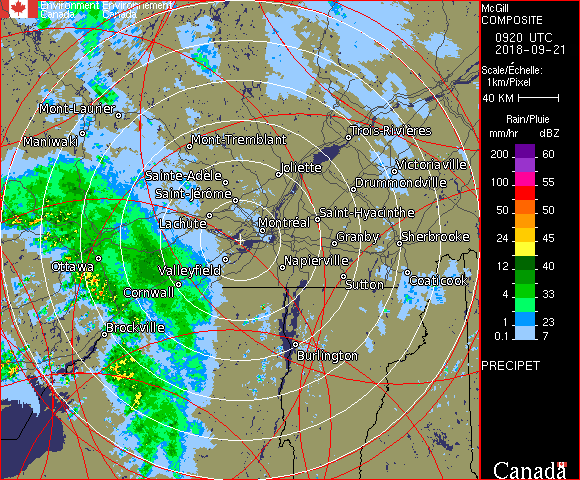 Environment Environnement
Canada Canada
McGill
COMPOSITE
0920 UTC
2018-09-21
Scale/Échelle:
1km/Pixel
40 KM
Rain/Pluie
mm/hr dBZ
200 60
100 55
50 50
24 45
12 40
4 33
1 23
0.1 7
PRECIPET
Canada
Mont-Laurier
Maniwaki
Mont-Tremblant
Trois-Rivières
Joliette
Victoriaville
Sainte-Adèle
Drummondville
Saint-Jérôme
Lachute
Saint-Hyacinthe
Montréal
Granby
Sherbrooke
Ottawa
Valleyfield
Napierville
Cornwall
Sutton
Coaticook
Brockville
Burlington